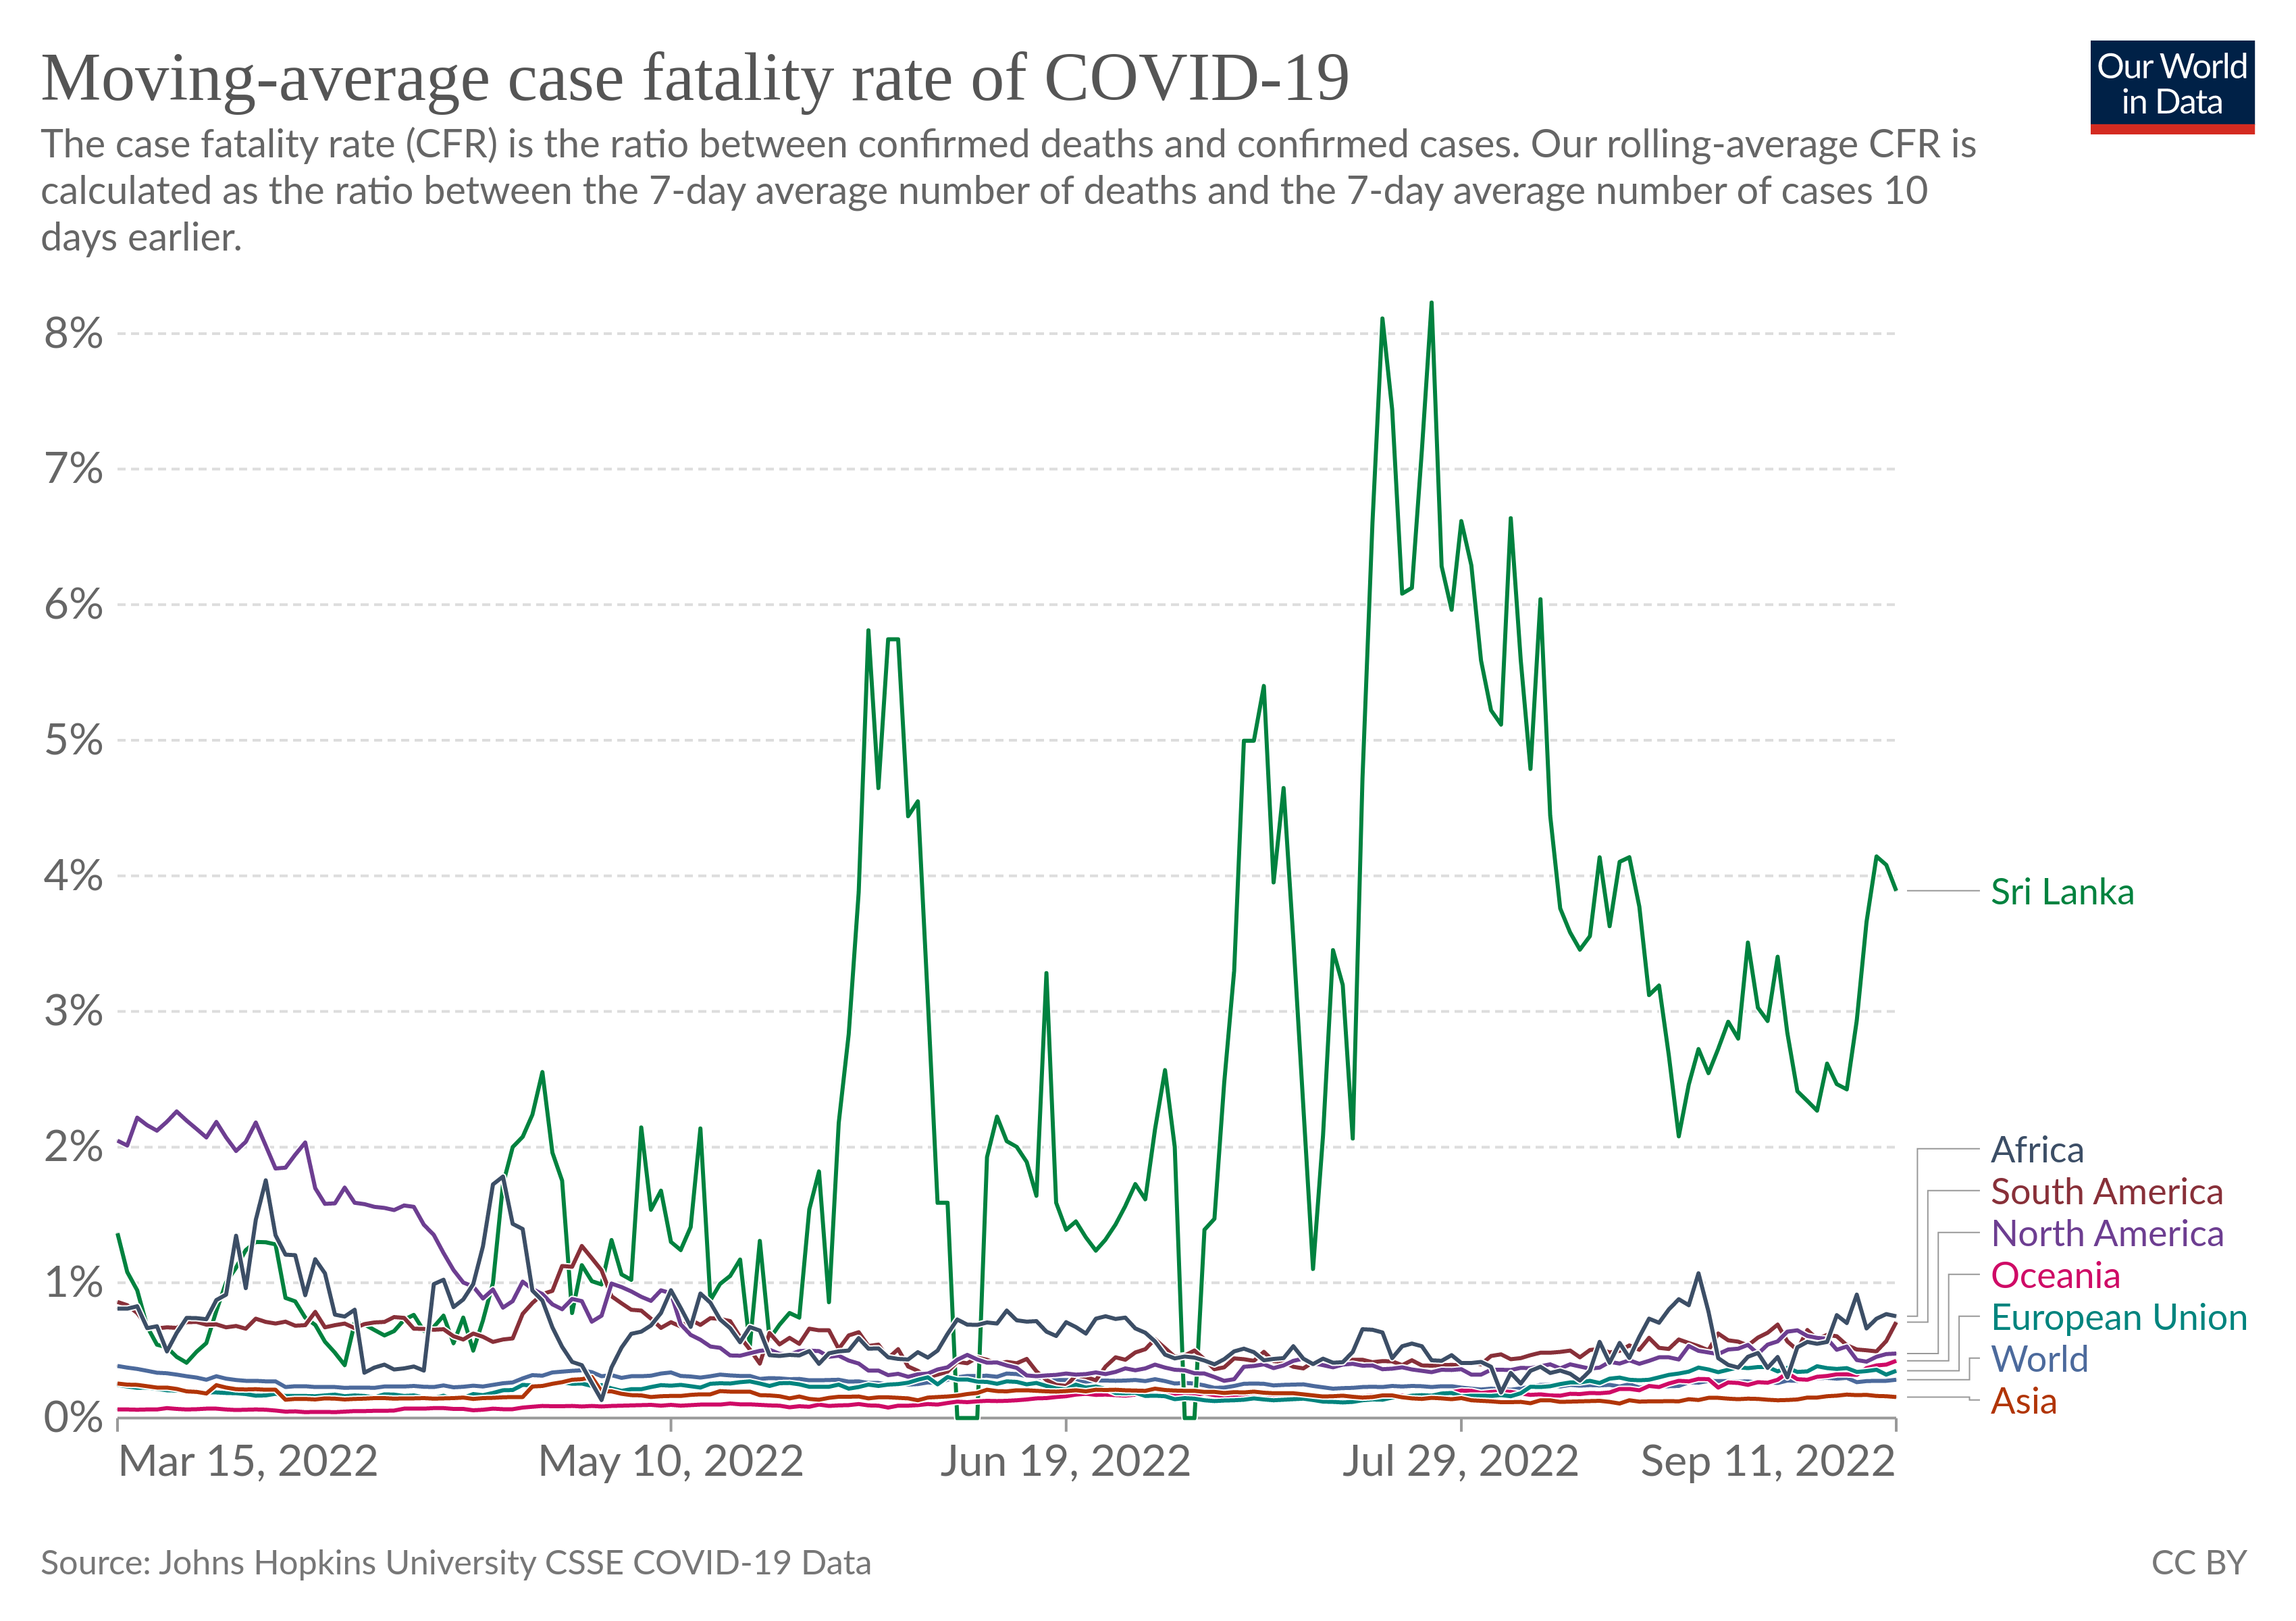 Moving-average case fatality rate of COVID-19
Our World
in Data
The case fatality rate (CFR) is the ratio between confirmed deaths and confirmed cases. Our rolling-average CFR is
calculated as the ratio between the 7-day average number of deaths and the 7-day average number of cases 10
days earlier.
8%
7%
6%
5%
4%
3%
2%
1%
0%
Sri Lanka
Africa
South America
North America
Oceania
European Union
World
Asia
Mar 15, 2022
May 10, 2022
Jun 19, 2022
Jul 29, 2022
Sep 11, 2022
Source: Johns Hopkins University CSSE COVID-19 Data
CC BY